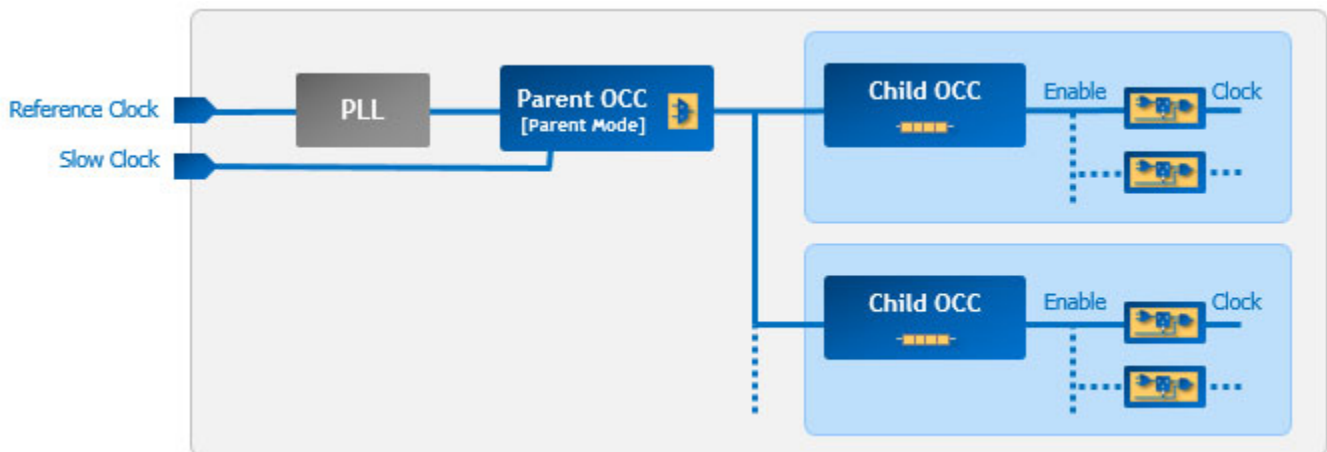 Reference Clock
Slow Clock
PLL
Parent OCC
[Parent Mode]
Child OCC
Enable
Clock
Child OCC
Enable
Clock